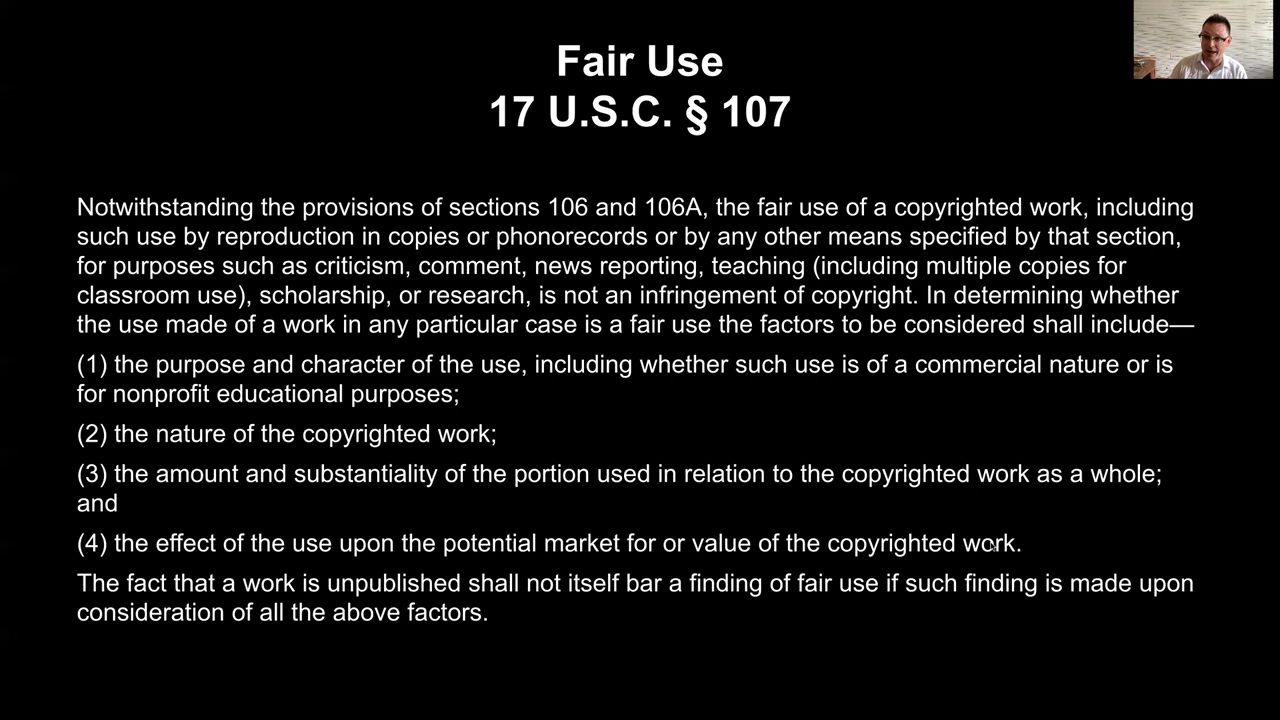 Fair Use
17 U.S.C. § 107
Notwithstanding the provisions of sections 106 and 106A, the fair use of a copyrighted work, including
such use by reproduction in copies or phonorecords or by any other means specified by that section,
for purposes such as criticism, comment, news reporting, teaching (including multiple copies for
classroom use), scholarship, or research, is not an infringement of copyright. In determining whether
the use made of a work in any particular case is a fair use the factors to be considered shall include—
(1) the purpose and character of the use, including whether such use is of a commercial nature or is
for nonprofit educational purposes;
(2) the nature of the copyrighted work;
(3) the amount and substantiality of the portion used in relation to the copyrighted work as a whole;
and
(4) the effect of the use upon the potential market for or value of the copyrighted work.
The fact that a work is unpublished shall not itself bar a finding of fair use if such finding is made upon
consideration of all the above factors.